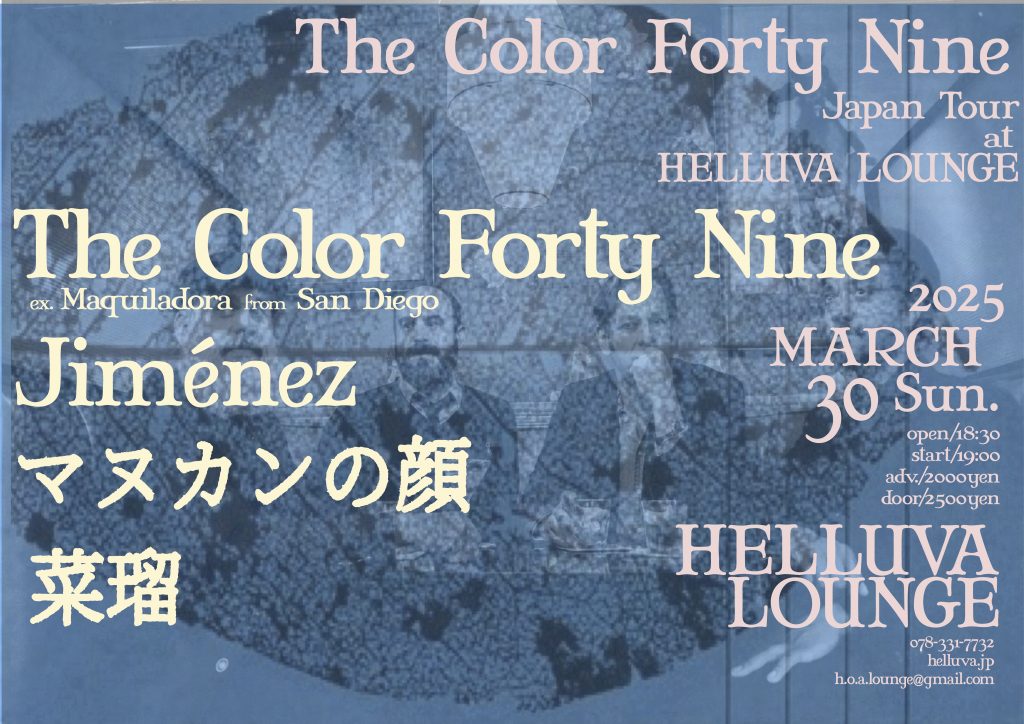 The Color Forty Nine
Japan Tour
at
HELLUVA LOUNGE
The Color Forty Nine
ex. Maquiladora from San Diego
Jiménez
マヌカンの顔
菜瑠
2025
MARCH
30 Sun.
open/18:30
start/19:00
adv./2000yen
door/2500yen
HELLUVA
LOUNGE
078-331-7732
helluva.jp
h.o.a.lounge@gmail.com